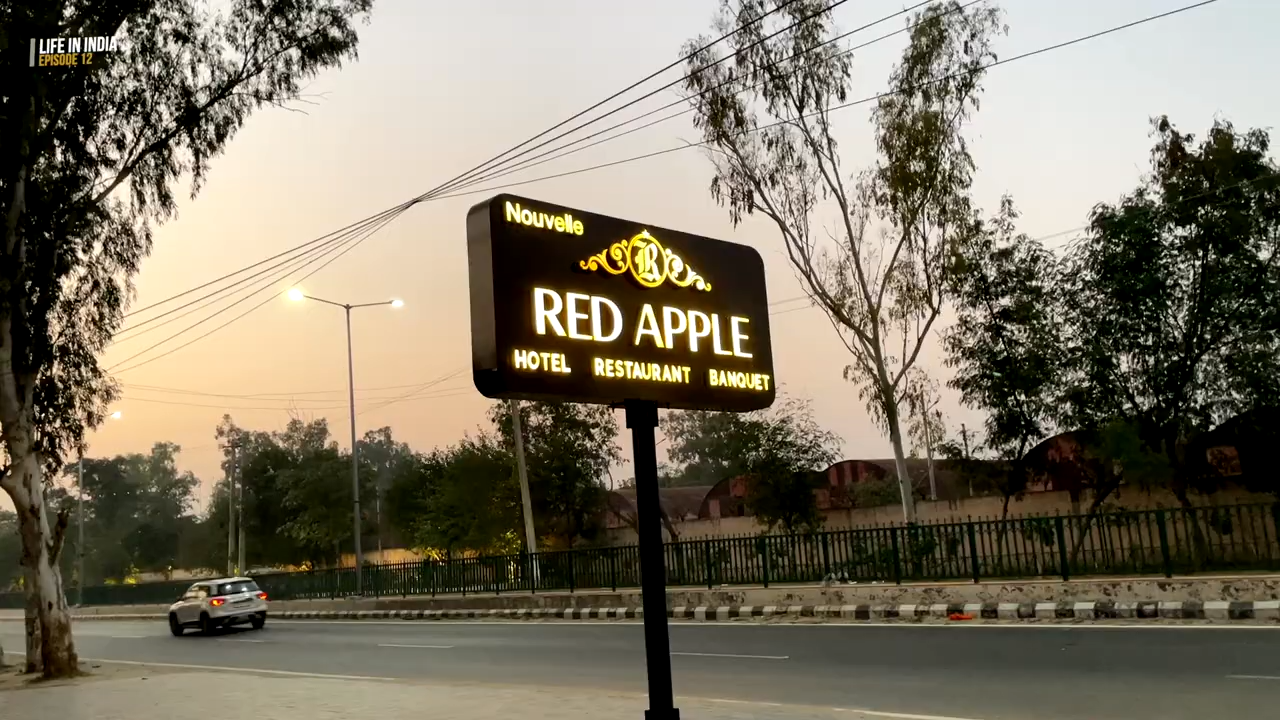 LIFE IN INDIA
EPISODE 12
Nouvelle
R
RED APPLE
HOTEL RESTAURANT BANQUET